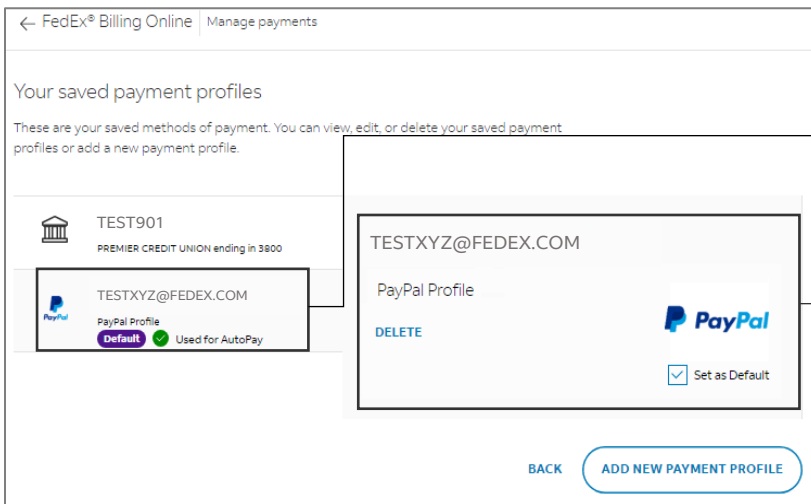 ← FedEx® Billing Online | Manage payments
Your saved payment profiles
These are your saved methods of payment. You can view, edit, or delete your saved payment
profiles or add a new payment profile.
TEST901
PREMIER CREDIT UNION ending in 3800
TESTXYZ@FEDEX.COM
PayPal
PayPal Profile
Default Used for AutoPay
TESTXYZ@FEDEX.COM
PayPal Profile
DELETE
PayPal
Set as Default
BACK
ADD NEW PAYMENT PROFILE